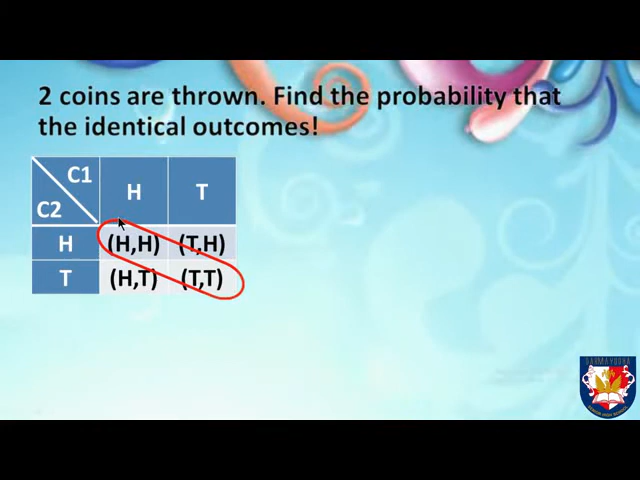 2 coins are thrown. Find the probability that
the identical outcomes!
C1 H T
C2
H (H,H) (T,H)
T (H,T) (T,T)